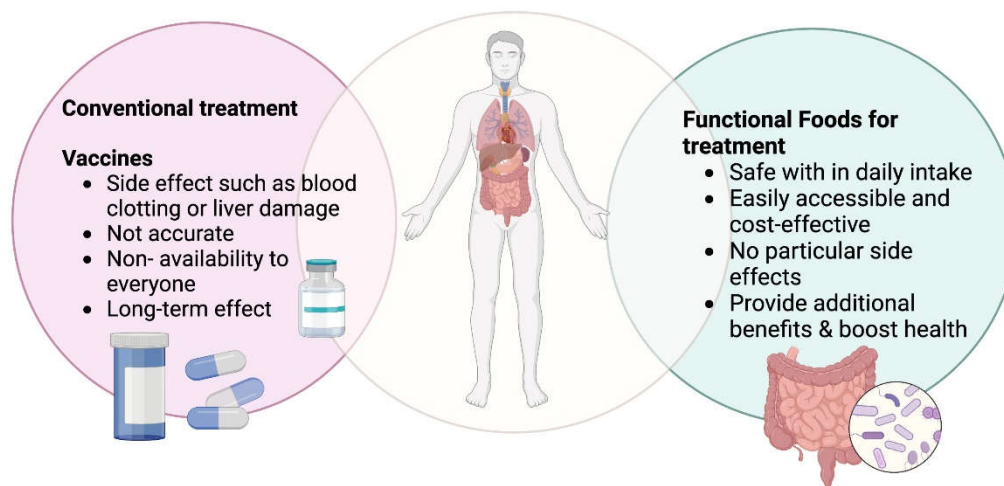 Conventional treatment
Vaccines
• Side effect such as blood
clotting or liver damage
• Not accurate
• Non- availability to
everyone
• Long-term effect
Functional Foods for
treatment
• Safe with in daily intake
• Easily accessible and
cost-effective
• No particular side
effects
• Provide additional
benefits & boost health